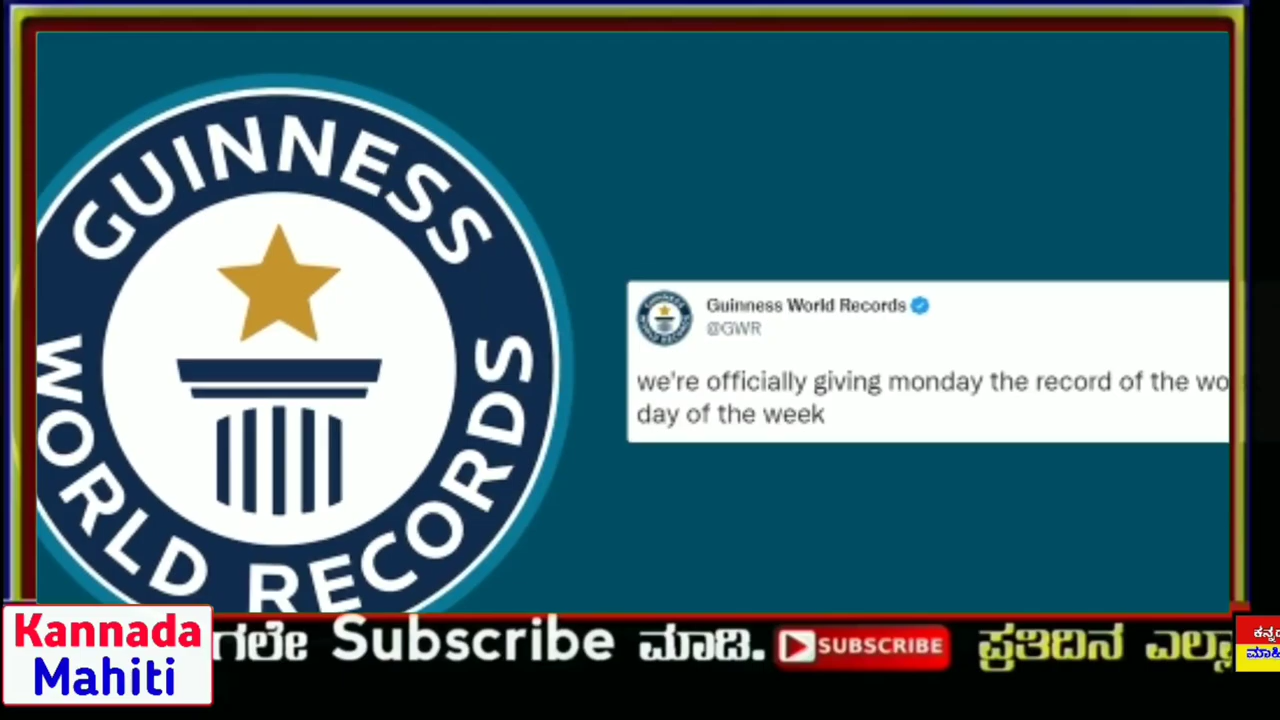 GUINNESS
WORLD RECORDS
Guinness World Records
@GWR
we're officially giving monday the record of the
day of the week
Kannada
Mahiti
Subscribe ಮಾಡಿ. SUBSCRIBE ಪ್ರತಿದಿನ